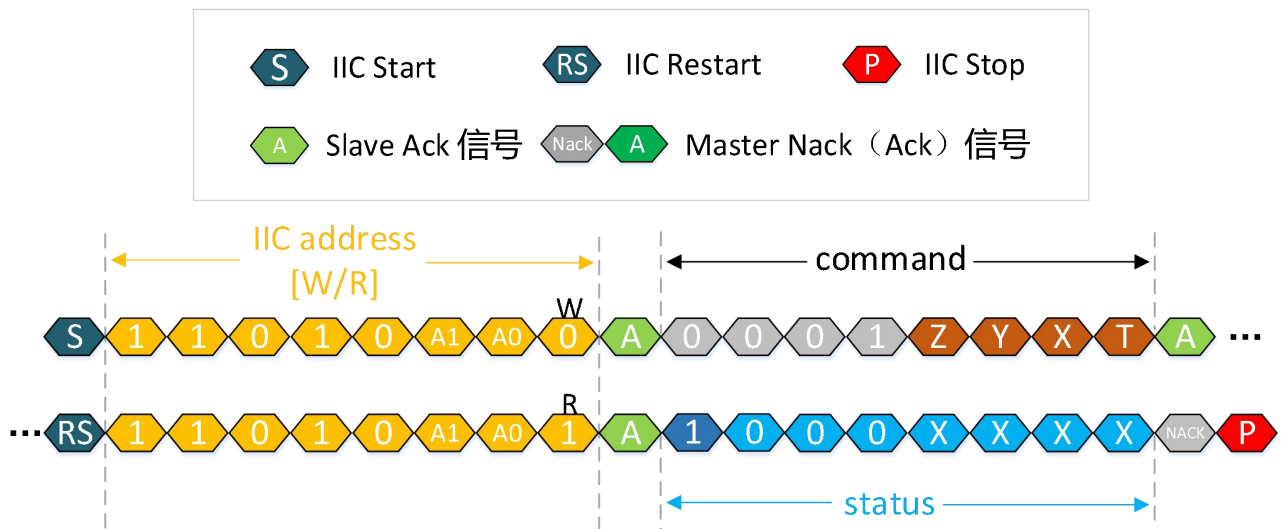 S IIC Start RS IIC Restart P IIC Stop
A Slave Ack 信号 Nack A Master Nack（Ack）信号
IIC address
[W/R]
command
W
S 1 1 0 1 0 A1 A0 0 A 0 0 0 1 Z Y X T A ...
R
... RS 1 1 0 1 0 A1 A0 1 A 1 0 0 0 X X X X NACK P
status